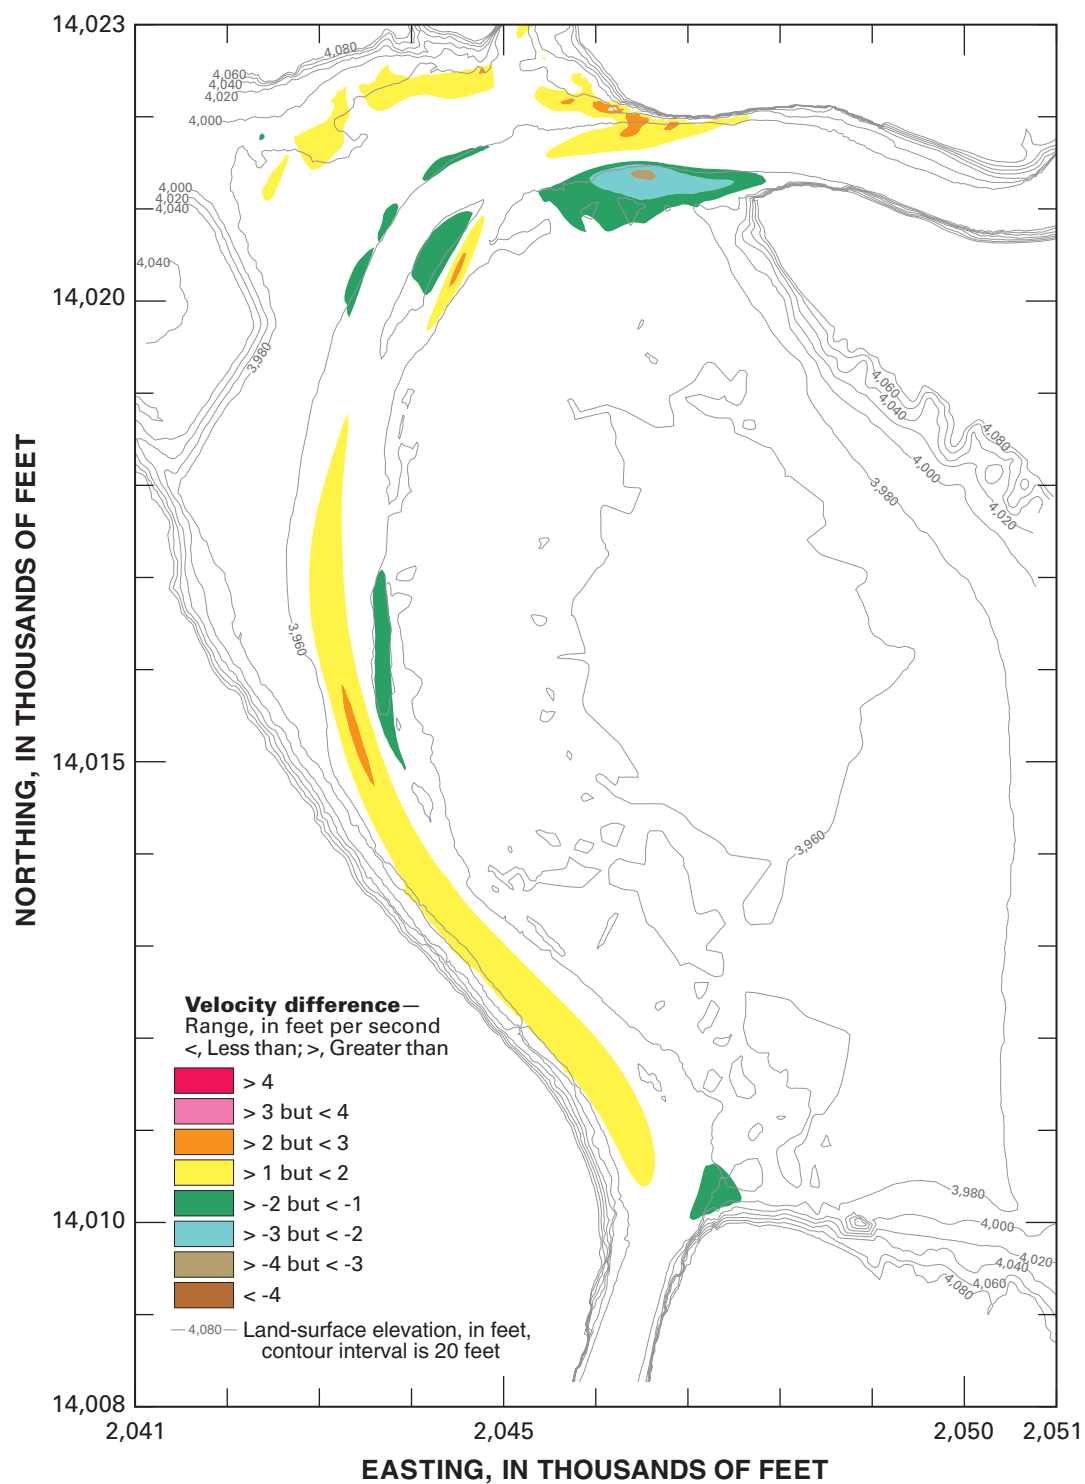 14,023
14,020
14,015
14,010
14,008
NORTHING, IN THOUSANDS OF FEET
2,041
2,045
2,050
2,051
EASTING, IN THOUSANDS OF FEET
4,080
4,060
4,040
4,020
4,000
4,000
4,020
4,040
4,040
3,980
3,960
4,060
4,040
4,080
4,000
3,980
4,020
3,960
3,980
4,000
4,020
4,040
4,060
4,080
Velocity difference—
Range, in feet per second
<, Less than; >, Greater than
> 4
> 3 but < 4
> 2 but < 3
> 1 but < 2
> -2 but < -1
> -3 but < -2
> -4 but < -3
< -4
4,080 Land-surface elevation, in feet,
contour interval is 20 feet